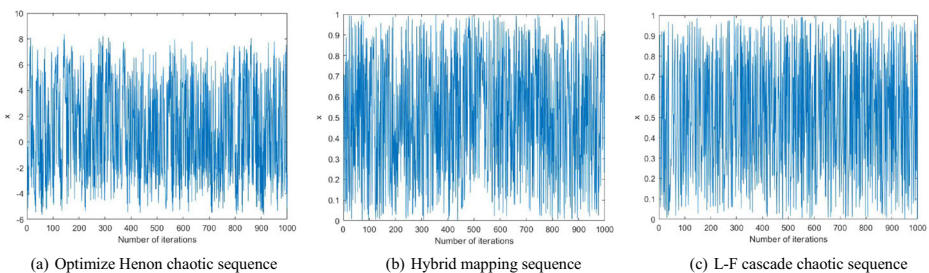 10
8
6
4
2
0
-2
-4
-6
x
0 100 200 300 400 500 600 700 800 900 1000
Number of iterations
(a) Optimize Henon chaotic sequence
1
0.9
0.8
0.7
0.6
0.5
0.4
0.3
0.2
0.1
0
x
0 100 200 300 400 500 600 700 800 900 1000
Number of iterations
(b) Hybrid mapping sequence
1
0.9
0.8
0.7
0.6
0.5
0.4
0.3
0.2
0.1
0
x
0 100 200 300 400 500 600 700 800 900 1000
Number of iterations
(c) L-F cascade chaotic sequence